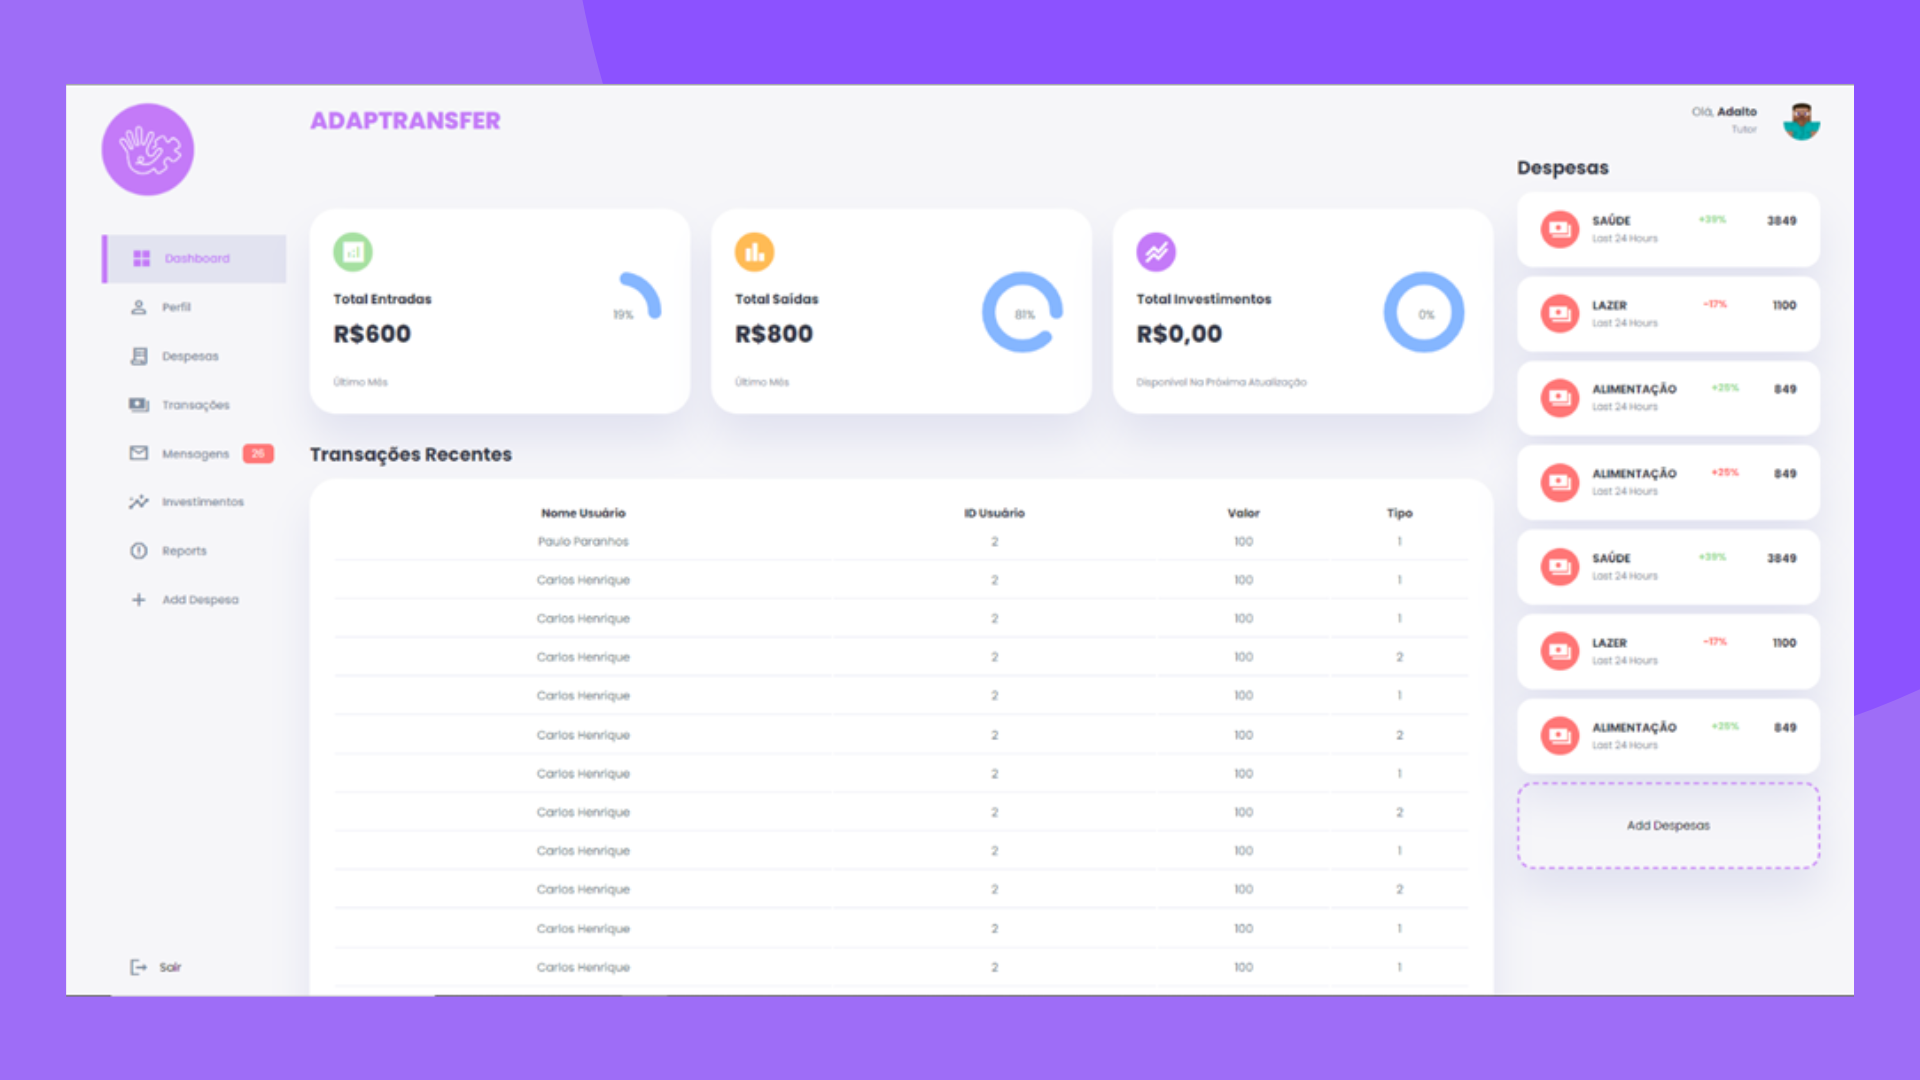 ADAPTRANSFER
Olá, Adalto
Tutor
Dashboard
Perfil
Despesas
Transações
Mensagens 26
Investimentos
Reports
Add Despesa
Sair
Total Entradas
R$600
19%
Último Mês
Total Saídas
R$800
81%
Último Mês
Total Investimentos
R$0,00
0%
Disponível Na Próxima Atualização
Transações Recentes
Nome Usuário ID Usuário Valor Tipo
Paulo Paranhos 2 100 1
Carlos Henrique 2 100 1
Carlos Henrique 2 100 1
Carlos Henrique 2 100 2
Carlos Henrique 2 100 1
Carlos Henrique 2 100 2
Carlos Henrique 2 100 1
Carlos Henrique 2 100 2
Carlos Henrique 2 100 1
Carlos Henrique 2 100 2
Carlos Henrique 2 100 1
Carlos Henrique 2 100 1
Despesas
SAÚDE +39% 3849
Last 24 Hours
LAZER -17% 1100
Last 24 Hours
ALIMENTAÇÃO +25% 849
Last 24 Hours
ALIMENTAÇÃO +25% 849
Last 24 Hours
SAÚDE +39% 3849
Last 24 Hours
LAZER -17% 1100
Last 24 Hours
ALIMENTAÇÃO +25% 849
Last 24 Hours
Add Despesas